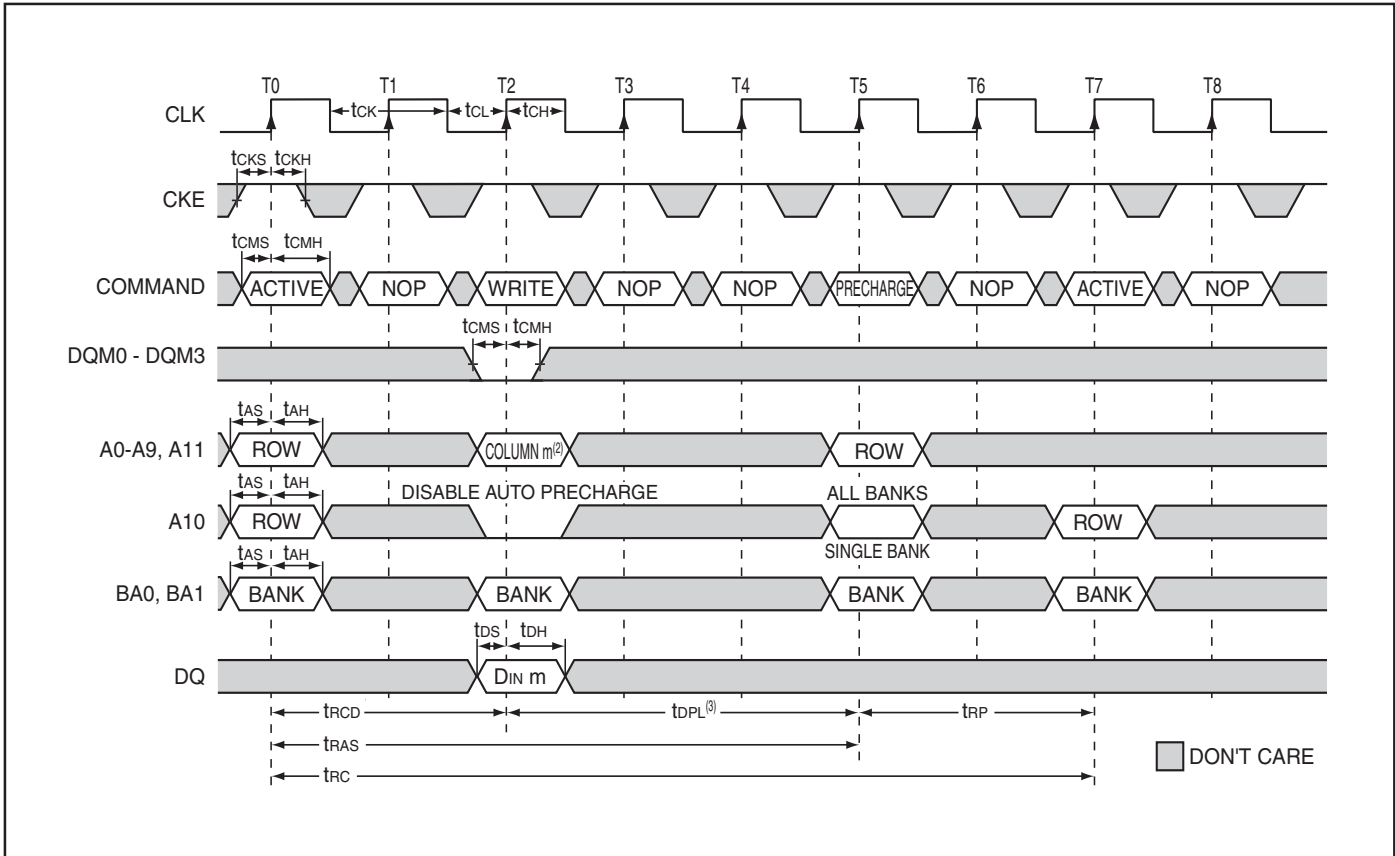 T0 T1 T2 T3 T4 T5 T6 T7 T8
CLK tCK tCL tCH
tCKS tCKH
CKE
tCMS tCMH
COMMAND ACTIVE NOP WRITE NOP NOP PRECHARGE NOP ACTIVE NOP
tCMS tCMH
DQM0 - DQM3
tAS tAH
A0-A9, A11 ROW COLUMN m(2) ROW
tAS tAH DISABLE AUTO PRECHARGE ALL BANKS
A10 ROW ROW
tAS tAH SINGLE BANK
BA0, BA1 BANK BANK BANK BANK
tDS tDH
DQ DIN m
tRCD tDPL(3) tRP
tRAS
tRC
DON'T CARE